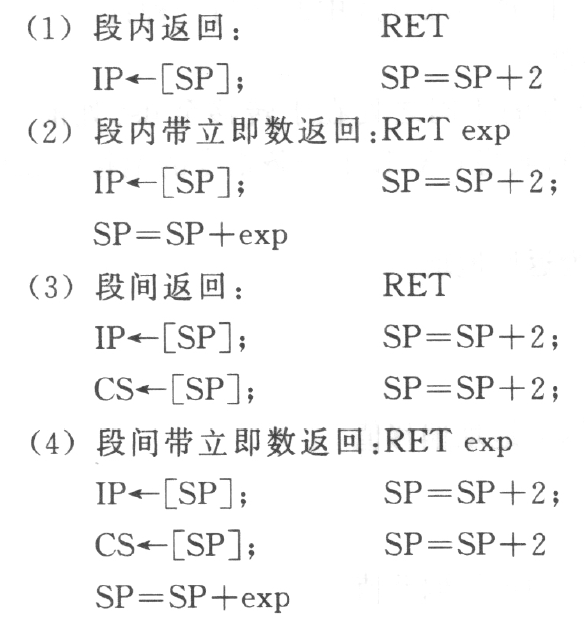 (1) 段内返回: RET
IP←[SP]; SP=SP+2
(2) 段内带立即数返回:RET exp
IP←[SP]; SP=SP+2;
SP=SP+exp
(3) 段间返回: RET
IP←[SP]; SP=SP+2;
CS←[SP]; SP=SP+2;
(4) 段间带立即数返回:RET exp
IP←[SP]; SP=SP+2;
CS←[SP]; SP=SP+2
SP=SP+exp